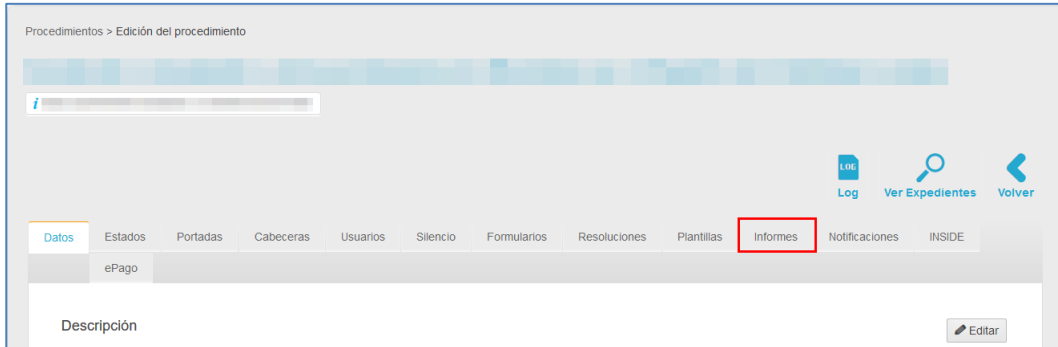 Procedimientos > Edición del procedimiento
i
LOG
Log Ver Expedientes Volver
Datos Estados Portadas Cabeceras Usuarios Silencio Formularios Resoluciones Plantillas Informes Notificaciones INSIDE
ePago
Descripción Editar